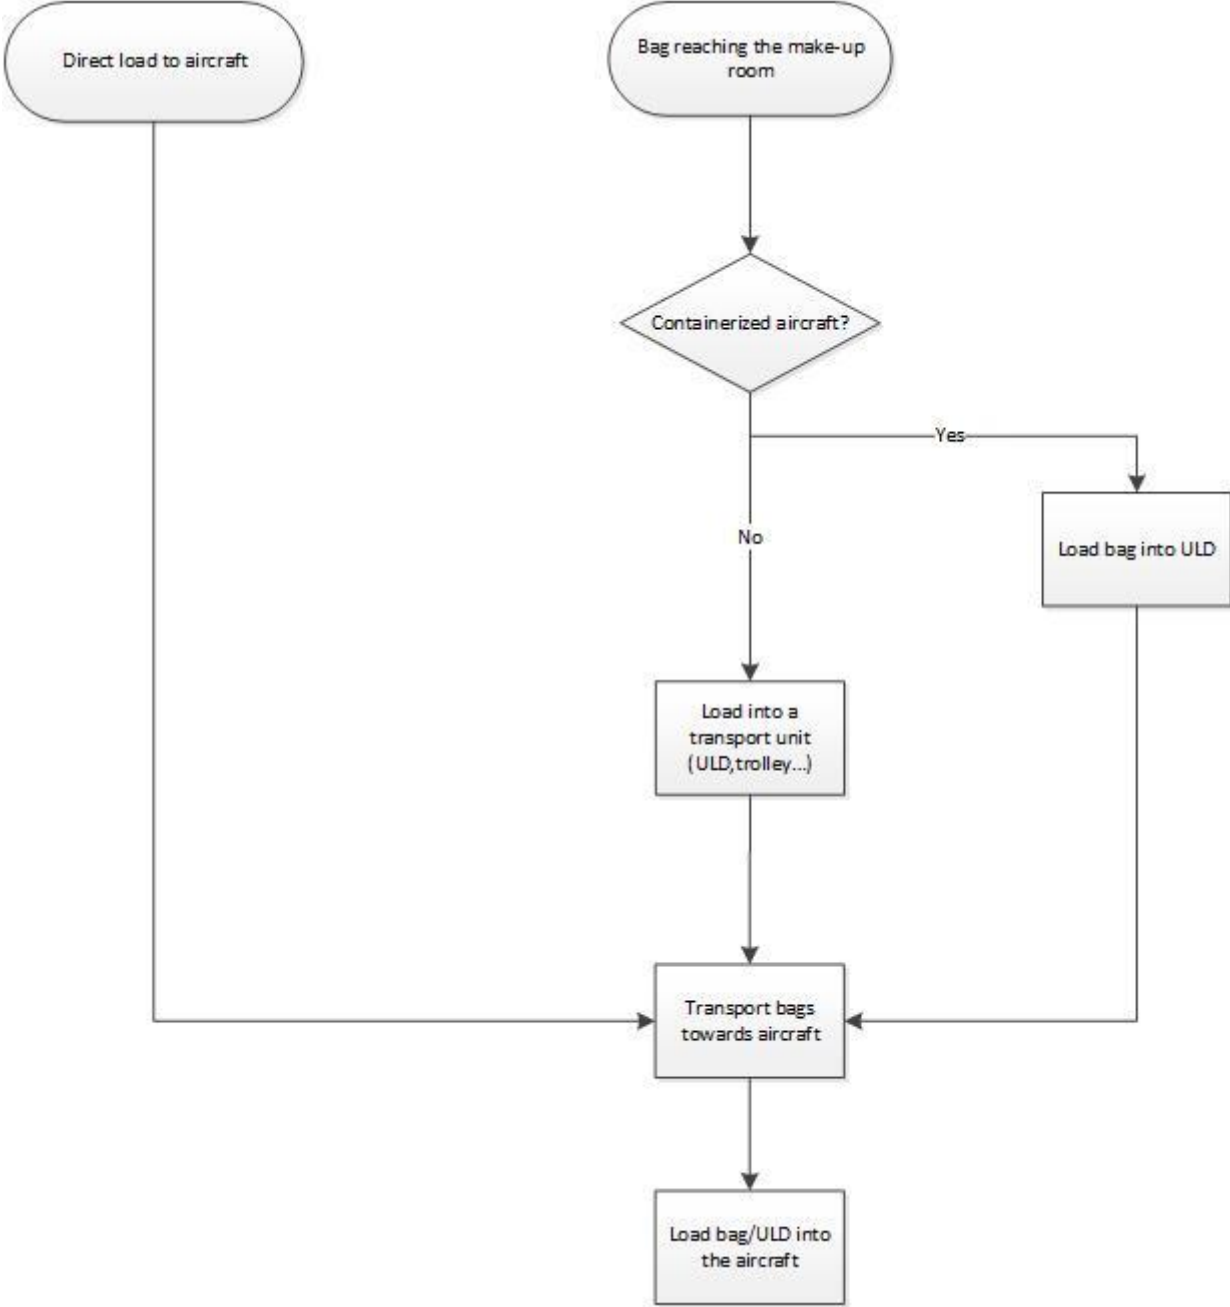 Direct load to aircraft
Bag reaching the make-up
room
Containerized aircraft?
Yes
No
Load bag into ULD
Load into a
transport unit
(ULD,trolley...)
Transport bags
towards aircraft
Load bag/ULD into
the aircraft